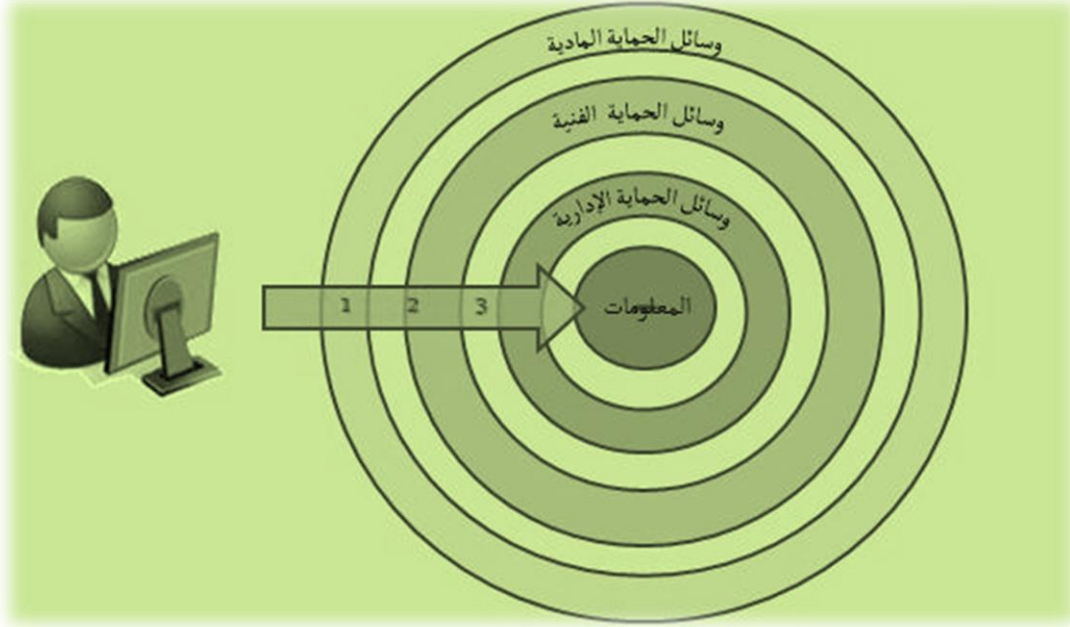 وسائل الحماية المادية
وسائل الحماية الفنية
وسائل الحماية الإدارية
1 2 3
المعلومات